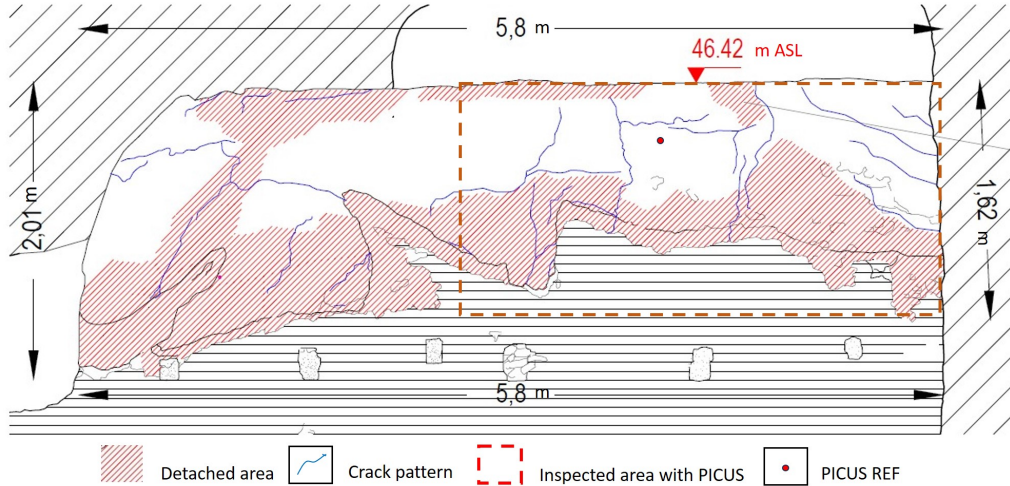 5,8 m
46.42 m ASL
2,01 m
1,62 m
5,8 m
Detached area
Crack pattern
Inspected area with PICUS
PICUS REF